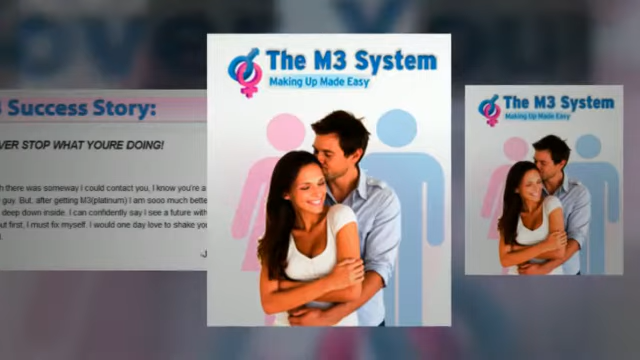 Success Story:
VER STOP WHAT YOURE DOING!
h there was someway I could contact you, I know you're a
guy. But, after getting M3(platnum) I am sooo much bette
deep down inside, I can confidently say I see a future with
ut first, I must fix myself. I would one day love to shake you
-J
The M3 System
Making Up Made Easy
The M3 System
Making Up Made Easy